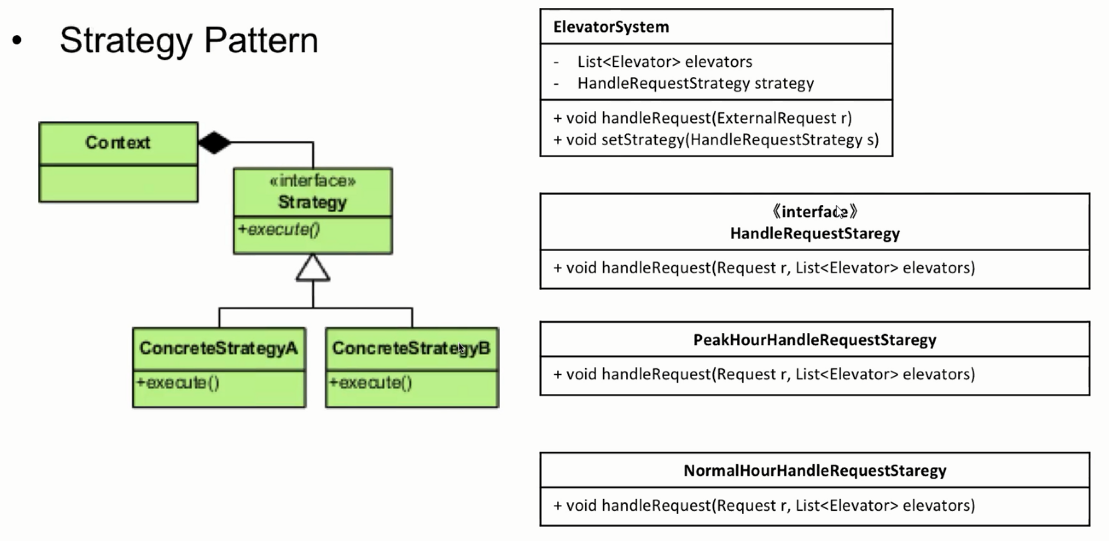 • Strategy Pattern
Context
«interface»
Strategy
+execute()
ConcreteStrategyA
+execute()
ConcreteStrategyB
+execute()
ElevatorSystem
- List<Elevator> elevators
- HandleRequestStrategy strategy
+ void handleRequest(ExternalRequest r)
+ void setStrategy(HandleRequestStrategy s)
《interface》
HandleRequestStaregy
+ void handleRequest(Request r, List<Elevator> elevators)
PeakHourHandleRequestStaregy
+ void handleRequest(Request r, List<Elevator> elevators)
NormalHourHandleRequestStaregy
+ void handleRequest(Request r, List<Elevator> elevators)